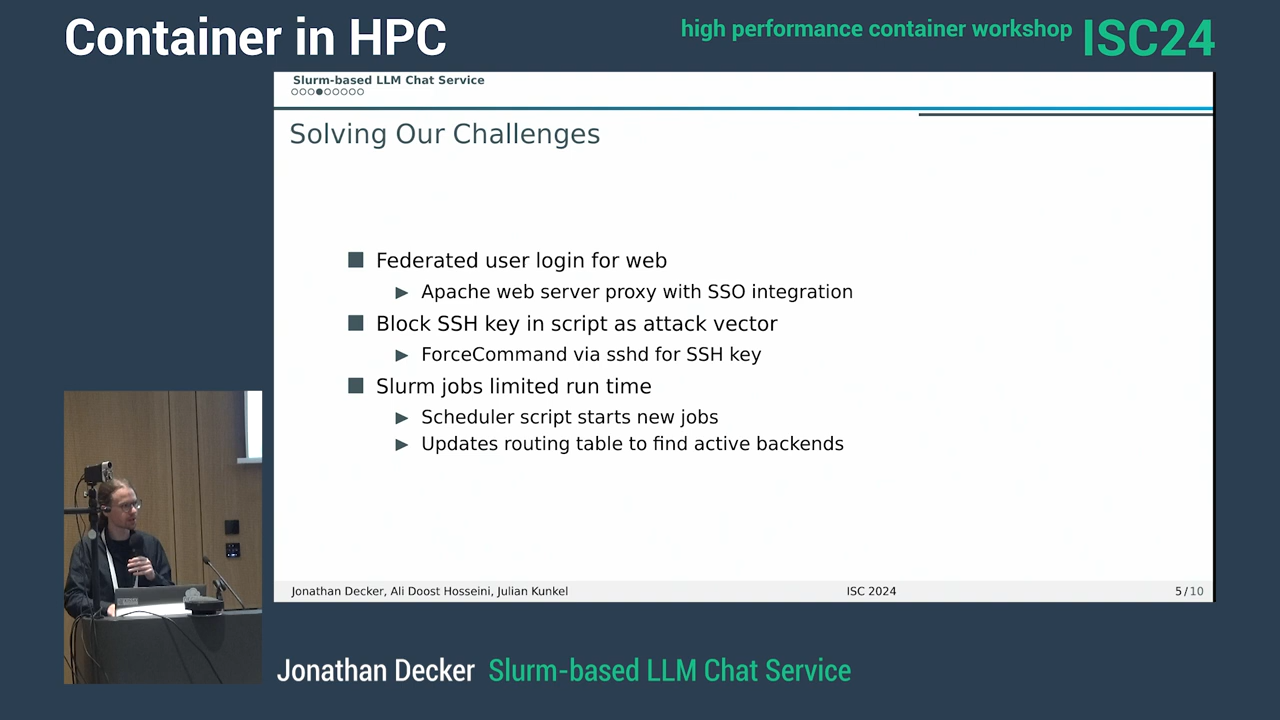 Container in HPC
high performance container workshop ISC24
Slurm-based LLM Chat Service
Solving Our Challenges
Federated user login for web
Apache web server proxy with SSO integration
Block SSH key in script as attack vector
ForceCommand via sshd for SSH key
Slurm jobs limited run time
Scheduler script starts new jobs
Updates routing table to find active backends
Jonathan Decker, Ali Doost Hosseini, Julian Kunkel
ISC 2024
5/10
Jonathan Decker Slurm-based LLM Chat Service